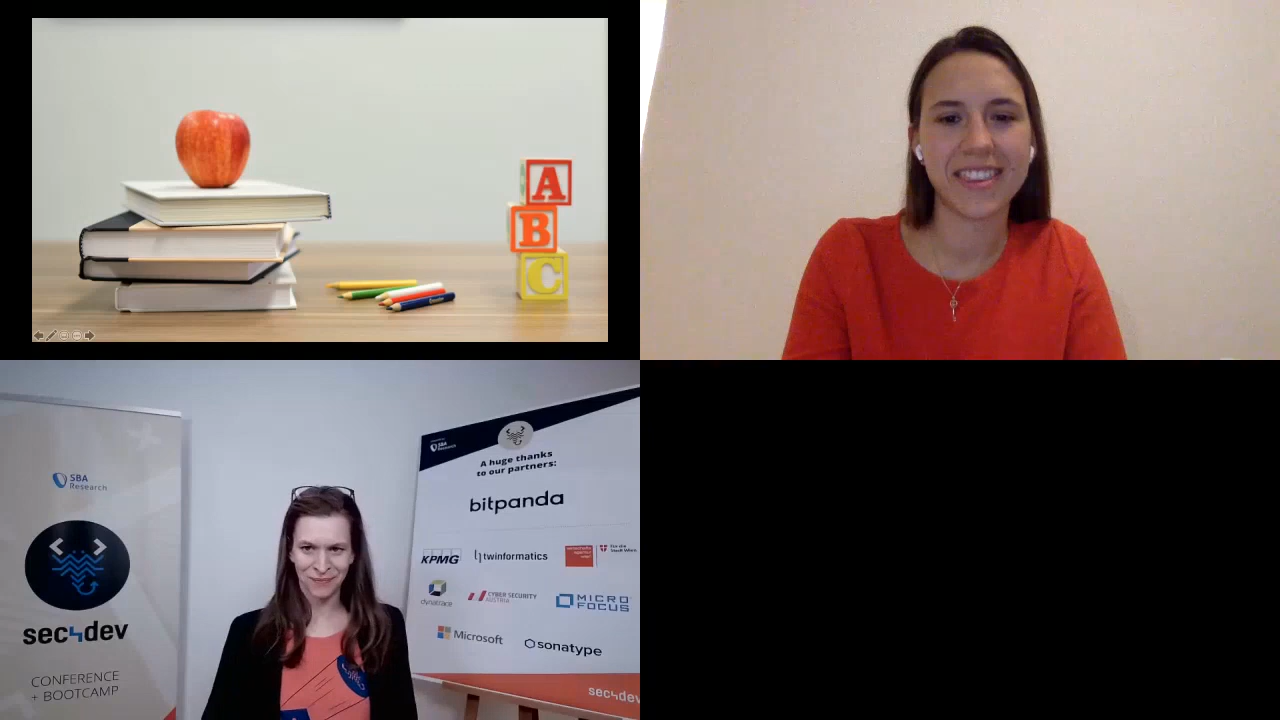 A
B
C
SBA
Research
sec4dev
CONFERENCE
+ BOOTCAMP
SBA
Research
A huge thanks
to our partners:
bitpanda
KPMG
twinformatics
dynatrace
CYBER SECURITY
AUSTRIA
MICRO
FOCUS
Microsoft
sonatype
sec4dev